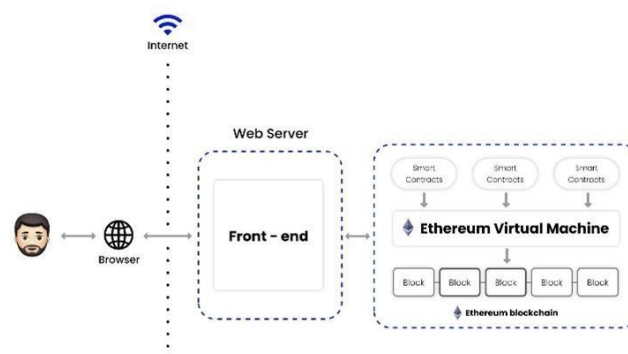 Internet
Web Server
Smart
Contracts
Smart
Contracts
Smart
Contracts
Ethereum Virtual Machine
Front - end
Browser
Block
Block
Block
Block
Block
Ethereum blockchain